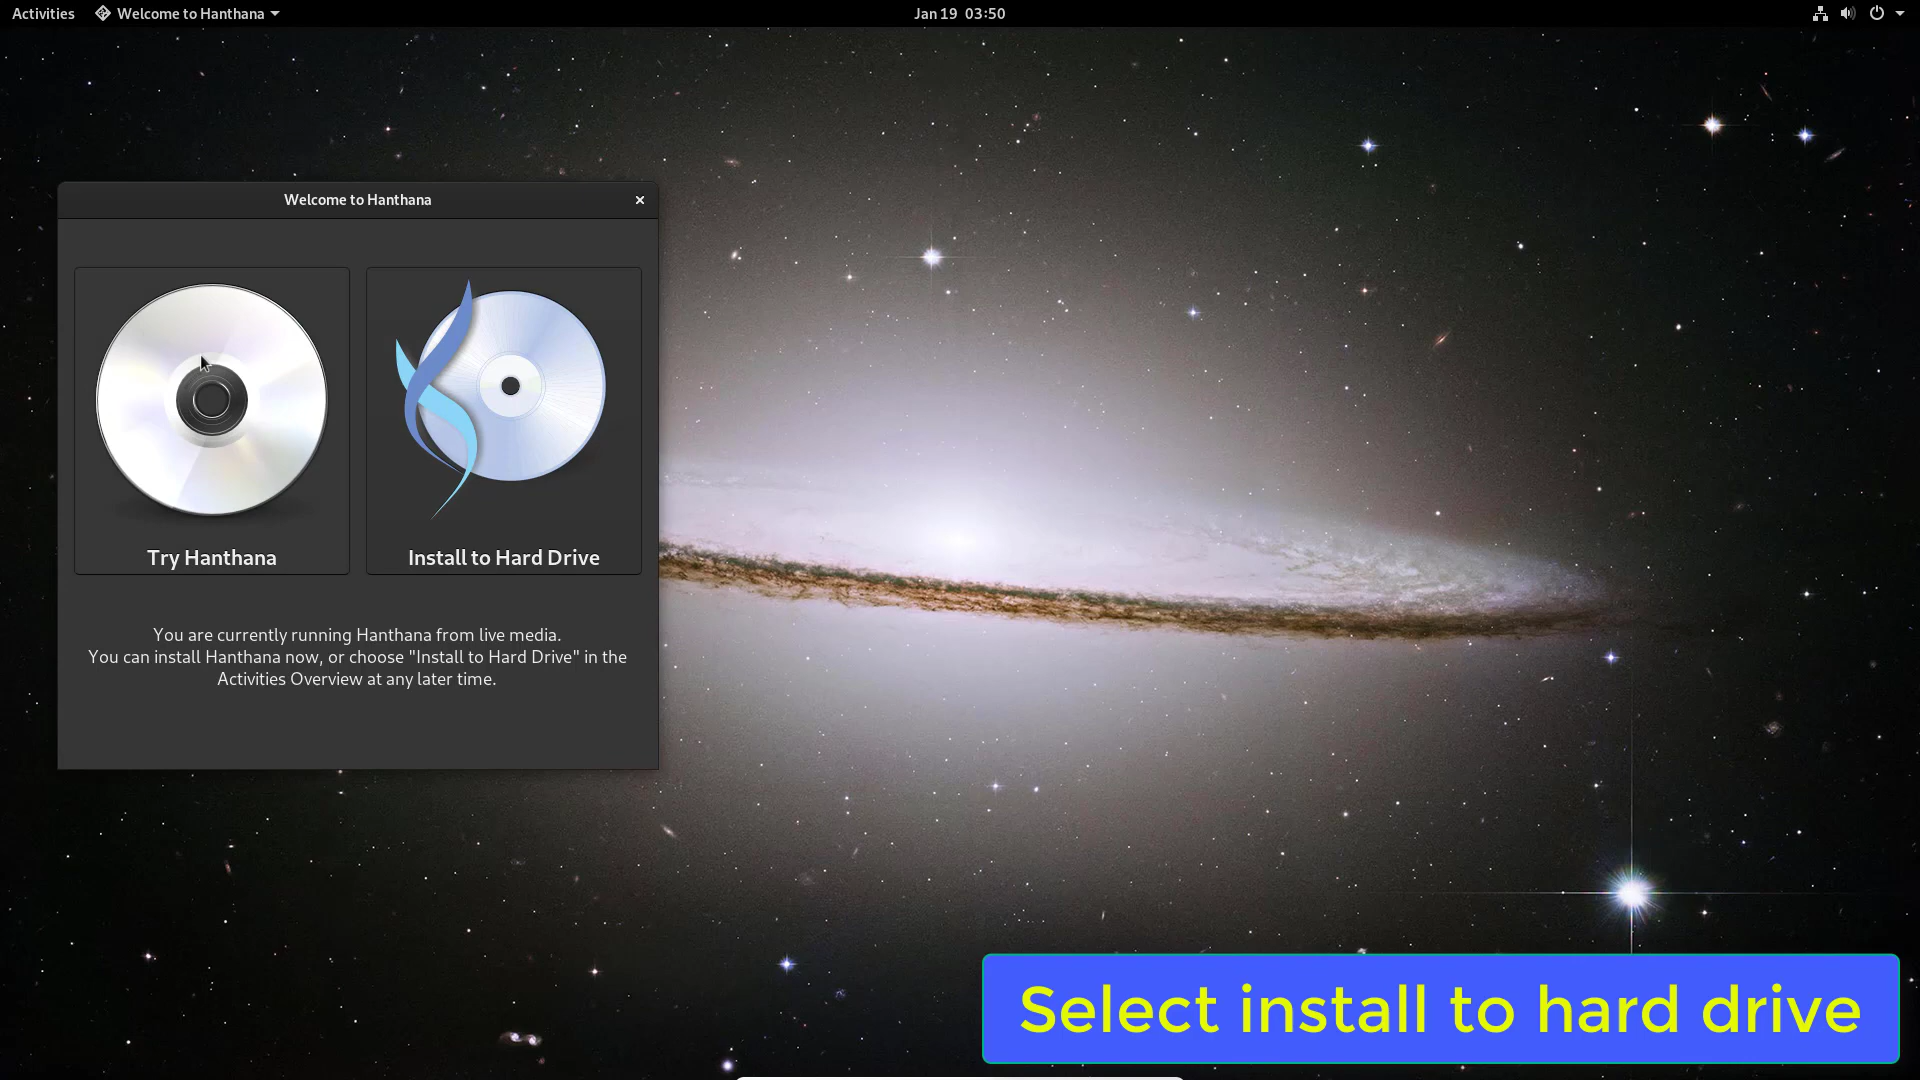 Activities
Welcome to Hanthana
Jan 19 03:50
Welcome to Hanthana
Try Hanthana
Install to Hard Drive
You are currently running Hanthana from live media.
You can install Hanthana now, or choose "Install to Hard Drive" in the
Activities Overview at any later time.
Select install to hard drive